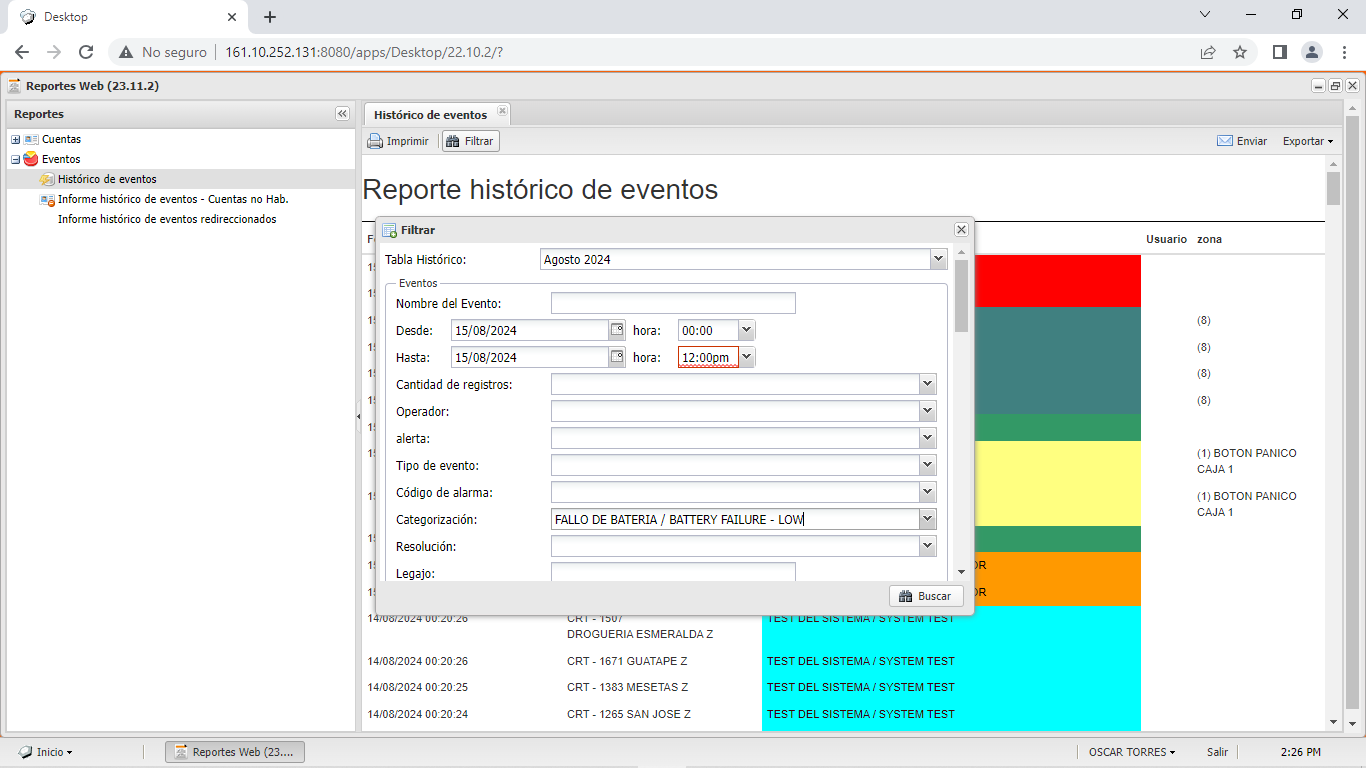 Desktop
No seguro
161.10.252.131:8080/apps/Desktop/22.10.2/?
Reportes Web (23.11.2)
Reportes
Histórico de eventos
Cuentas
Imprimir
Filtrar
Enviar
Exportar
Eventos
Histórico de eventos
Informe histórico de eventos - Cuentas no Hab.
Informe histórico de eventos redireccionados
Reporte histórico de eventos
Usuario zona
Filtrar
Tabla Histórico: Agosto 2024
Eventos
Nombre del Evento:
Desde: 15/08/2024 hora: 00:00
(8)
Hasta: 15/08/2024 hora: 12:00pm
(8)
Cantidad de registros:
(8)
Operador:
(8)
alerta:
Tipo de evento:
(1) BOTON PANICO
CAJA 1
Código de alarma:
(1) BOTON PANICO
CAJA 1
Categorización: FALLO DE BATERIA / BATTERY FAILURE - LOW
Resolución:
Legajo:
Buscar
14/08/2024 00:20:26 CRT - 1507 TEST DEL SISTEMA / SYSTEM TEST
DROGUERIA ESMERALDA Z
14/08/2024 00:20:26 CRT - 1671 GUATAPE Z TEST DEL SISTEMA / SYSTEM TEST
14/08/2024 00:20:25 CRT - 1383 MESETAS Z TEST DEL SISTEMA / SYSTEM TEST
14/08/2024 00:20:24 CRT - 1265 SAN JOSE Z TEST DEL SISTEMA / SYSTEM TEST
Inicio
Reportes Web (23....
OSCAR TORRES
Salir
2:26 PM